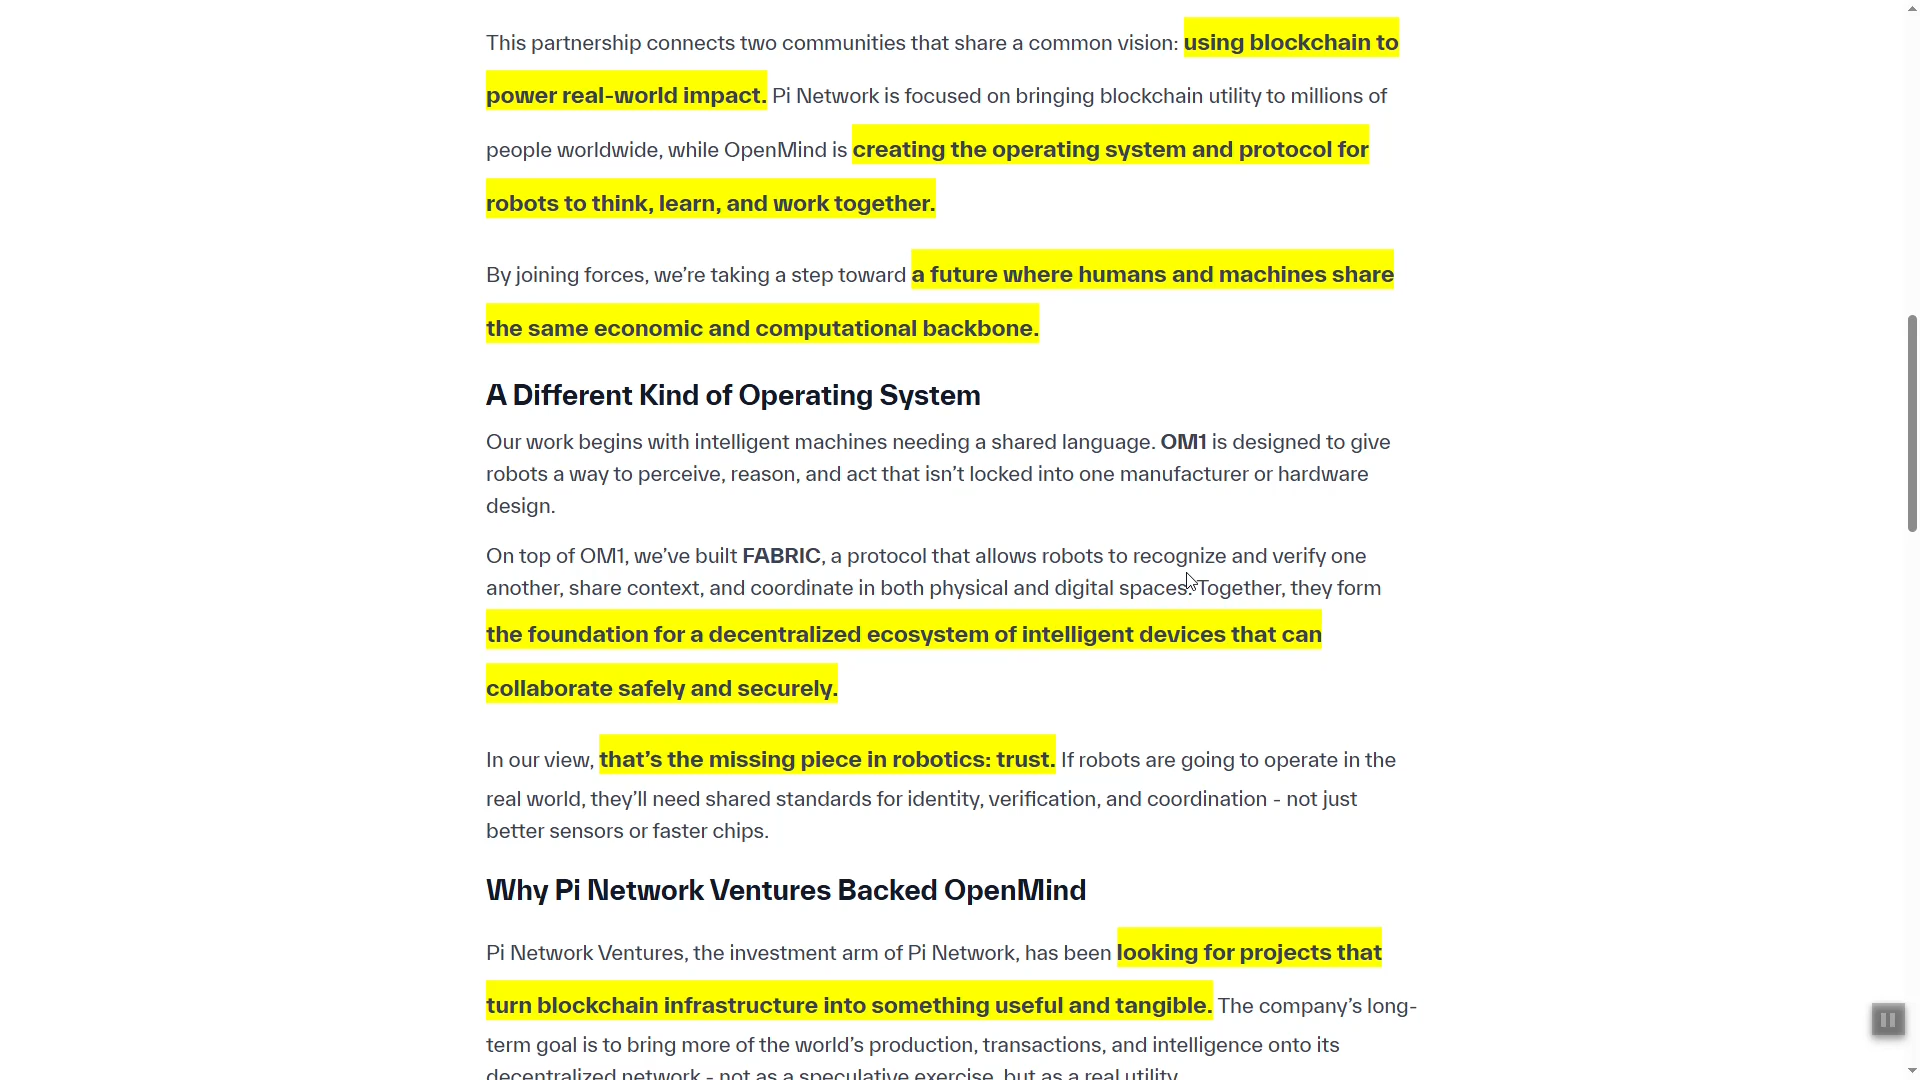 This partnership connects two communities that share a common vision: using blockchain to
power real-world impact. Pi Network is focused on bringing blockchain utility to millions of
people worldwide, while OpenMind is creating the operating system and protocol for
robots to think, learn, and work together.
By joining forces, we’re taking a step toward a future where humans and machines share
the same economic and computational backbone.
A Different Kind of Operating System
Our work begins with intelligent machines needing a shared language. OM1 is designed to give
robots a way to perceive, reason, and act that isn’t locked into one manufacturer or hardware
design.
On top of OM1, we’ve built FABRIC, a protocol that allows robots to recognize and verify one
another, share context, and coordinate in both physical and digital spaces. Together, they form
the foundation for a decentralized ecosystem of intelligent devices that can
collaborate safely and securely.
In our view, that’s the missing piece in robotics: trust. If robots are going to operate in the
real world, they’ll need shared standards for identity, verification, and coordination - not just
better sensors or faster chips.
Why Pi Network Ventures Backed OpenMind
Pi Network Ventures, the investment arm of Pi Network, has been looking for projects that
turn blockchain infrastructure into something useful and tangible. The company’s long-
term goal is to bring more of the world’s production, transactions, and intelligence onto its
decentralized network - not as a speculative exercise, but as a real utility.